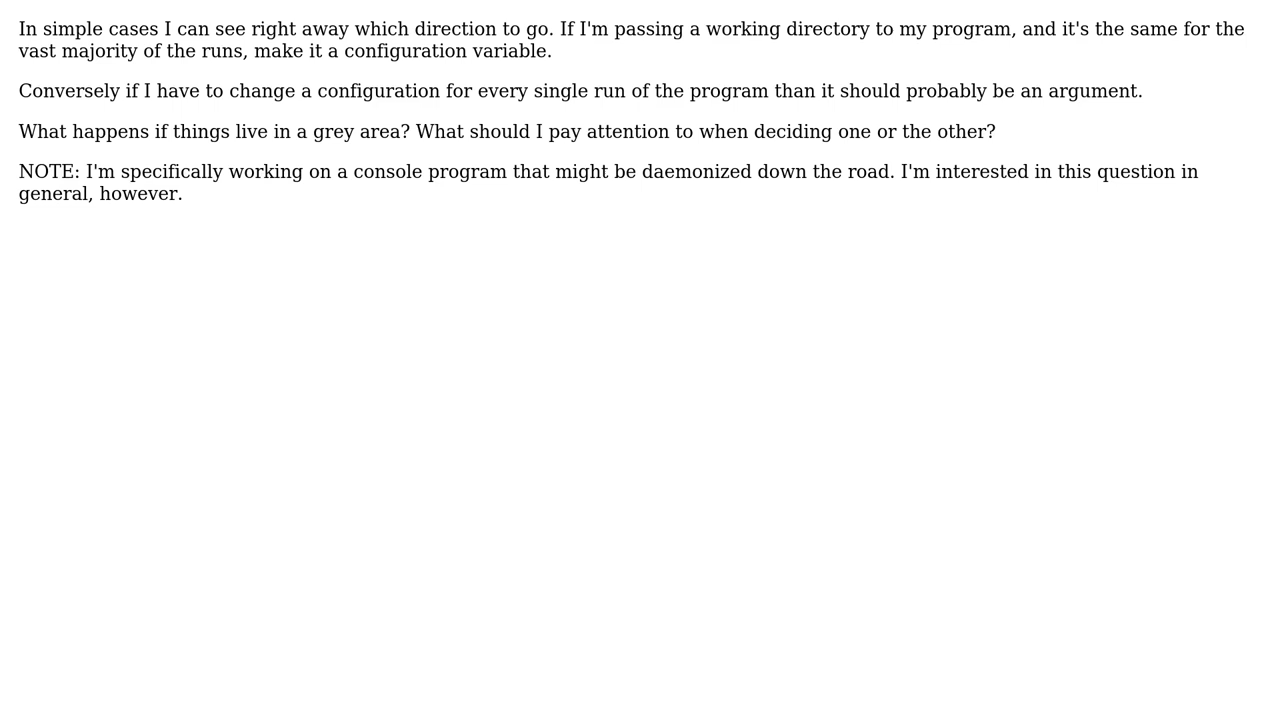 In simple cases I can see right away which direction to go. If I'm passing a working directory to my program, and it's the same for the
vast majority of the runs, make it a configuration variable.
Conversely if I have to change a configuration for every single run of the program than it should probably be an argument.
What happens if things live in a grey area? What should I pay attention to when deciding one or the other?
NOTE: I'm specifically working on a console program that might be daemonized down the road. I'm interested in this question in
general, however.